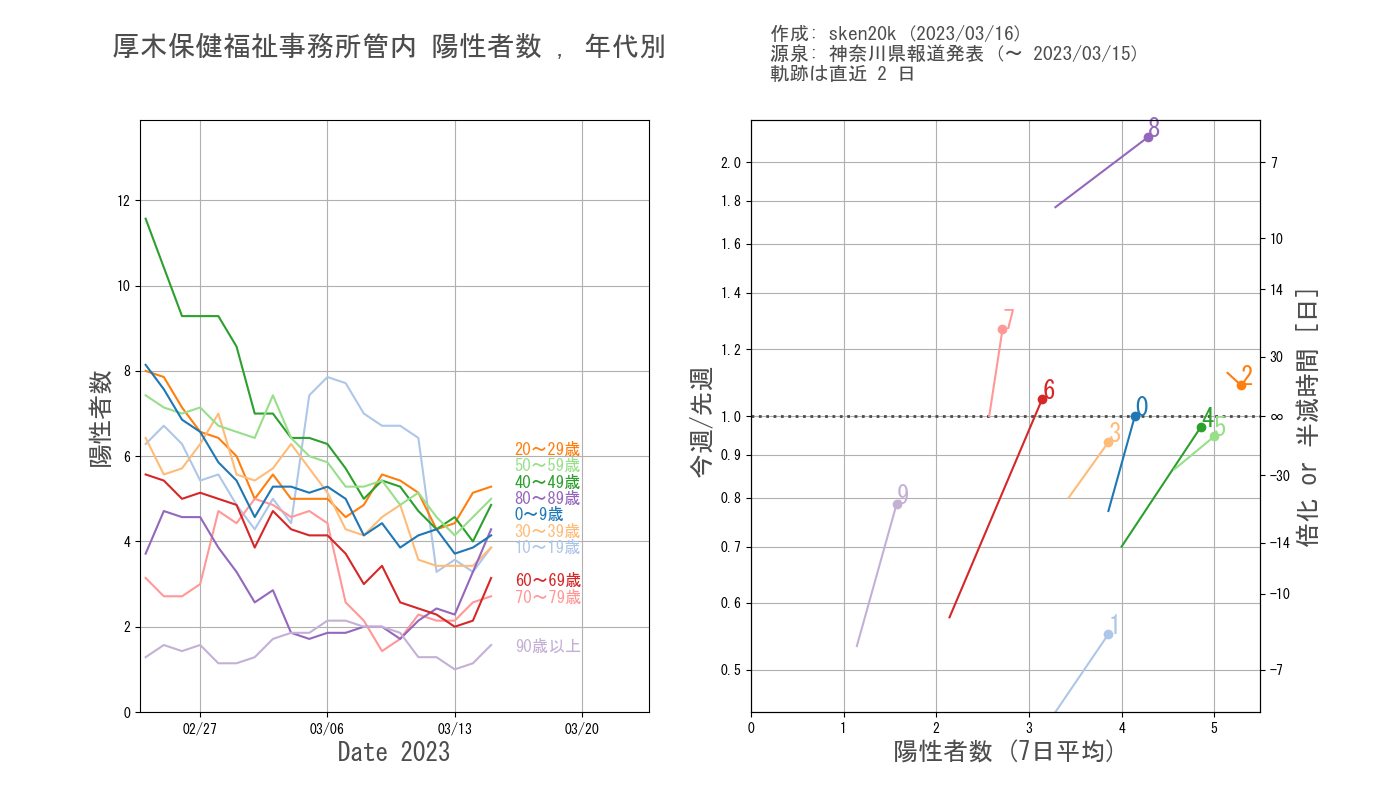 厚木保健福祉事務所管内 陽性者数 , 年代別
作成: sken20k (2023/03/16)
源泉: 神奈川県報道発表 (〜 2023/03/15)
軌跡は直近 2 日
陽性者数
12
10
8
6
4
2
0
20〜29歳
50〜59歳
40〜49歳
80〜89歳
0〜9歳
30〜39歳
10〜19歳
60〜69歳
70〜79歳
90歳以上
02/27
03/06
03/13
03/20
Date 2023
今週/先週
2.0
1.8
1.6
1.4
1.2
1.0
0.9
0.8
0.7
0.6
0.5
8
7
2
6
0
4
5
3
9
1
7
10
14
30
∞
-30
-14
-10
-7
倍化 or 半減時間 [日]
0
1
2
3
4
5
陽性者数 (7日平均)